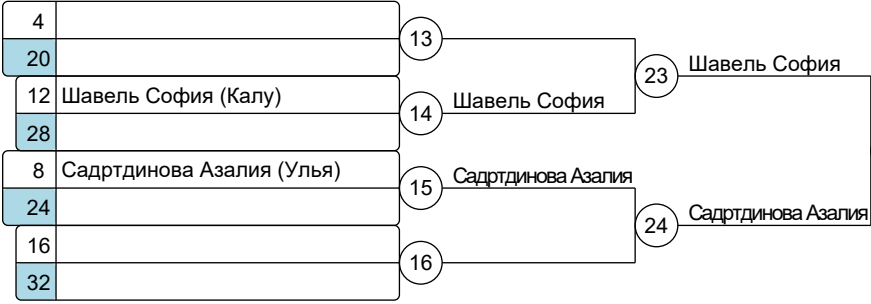 4
13
20
23 Шавель София
12 Шавель София (Калу)
14 Шавель София
28
8 Садртдинова Азалия (Улья)
15 Садртдинова Азалия
24
24 Садртдинова Азалия
16
16
32